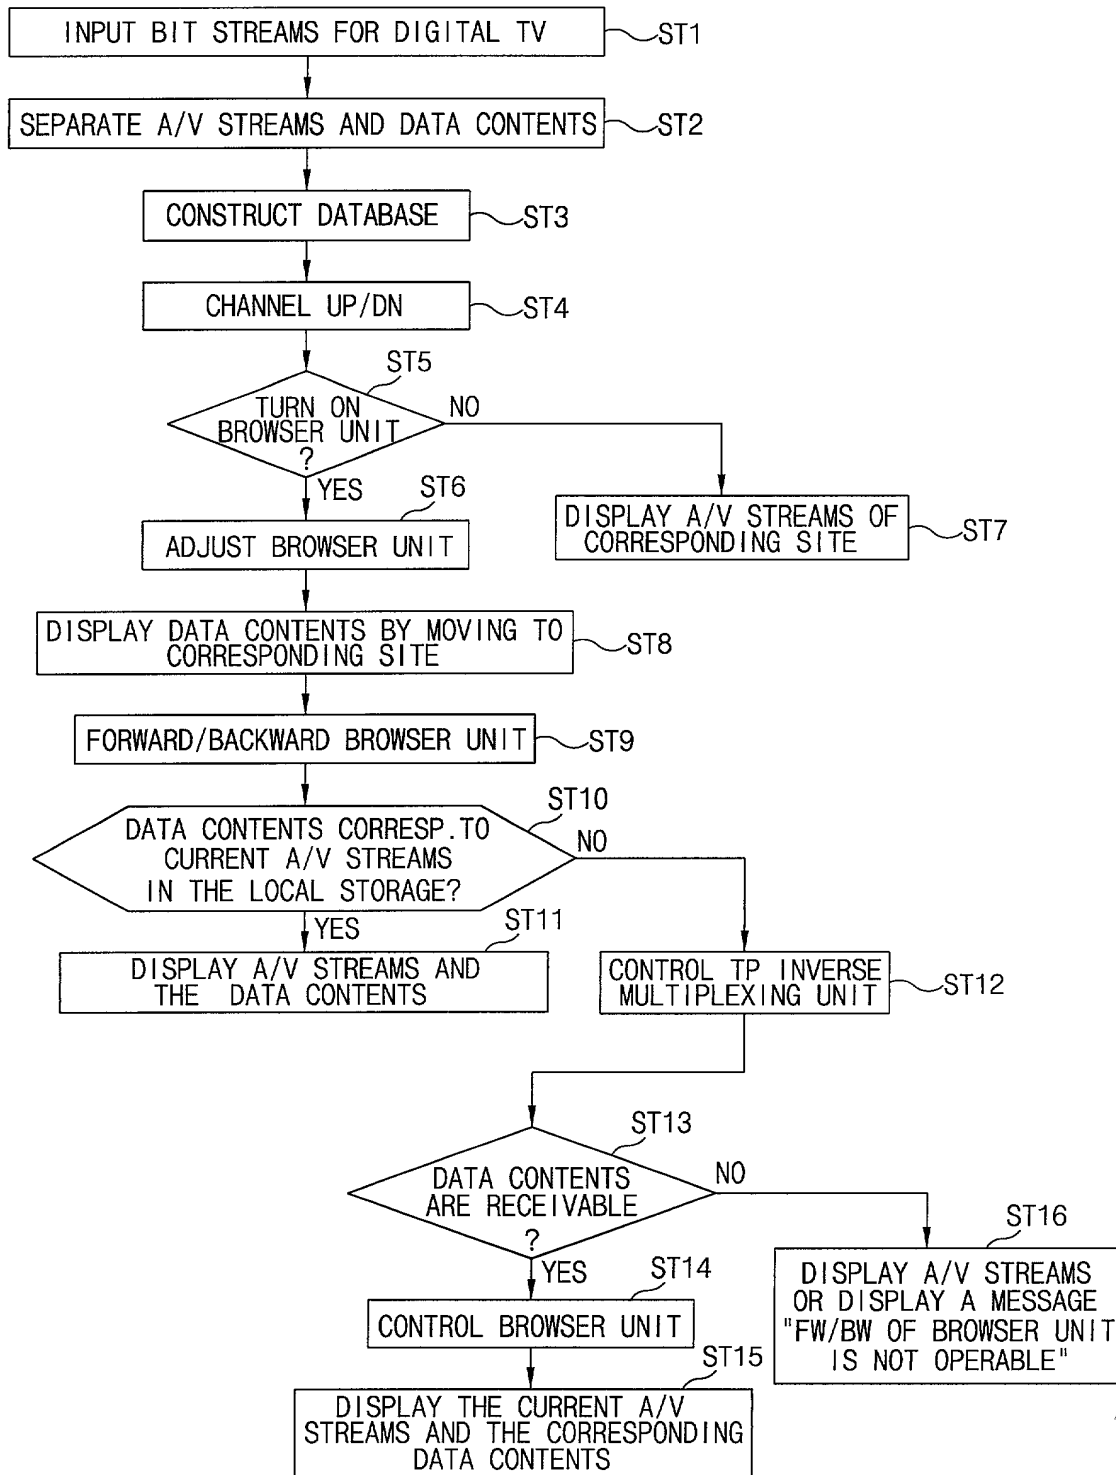 INPUT BIT STREAMS FOR DIGITAL TV
ST1
SEPARATE A/V STREAMS AND DATA CONTENTS
ST2
CONSTRUCT DATABASE
ST3
CHANNEL UP/DN
ST4
ST5
TURN ON
BROWSER UNIT
?
NO
YES
ST6
ADJUST BROWSER UNIT
DISPLAY A/V STREAMS OF
CORRESPONDING SITE
ST7
DISPLAY DATA CONTENTS BY MOVING TO
CORRESPONDING SITE
ST8
FORWARD/BACKWARD BROWSER UNIT
ST9
ST10
DATA CONTENTS CORRESP.TO
CURRENT A/V STREAMS
IN THE LOCAL STORAGE?
NO
YES
ST11
DISPLAY A/V STREAMS AND
THE DATA CONTENTS
CONTROL TP INVERSE
MULTIPLEXING UNIT
ST12
ST13
DATA CONTENTS
ARE RECEIVABLE
?
NO
YES
ST14
CONTROL BROWSER UNIT
ST16
DISPLAY A/V STREAMS
OR DISPLAY A MESSAGE
"FW/BW OF BROWSER UNIT
IS NOT OPERABLE"
ST15
DISPLAY THE CURRENT A/V
STREAMS AND THE CORRESPONDING
DATA CONTENTS